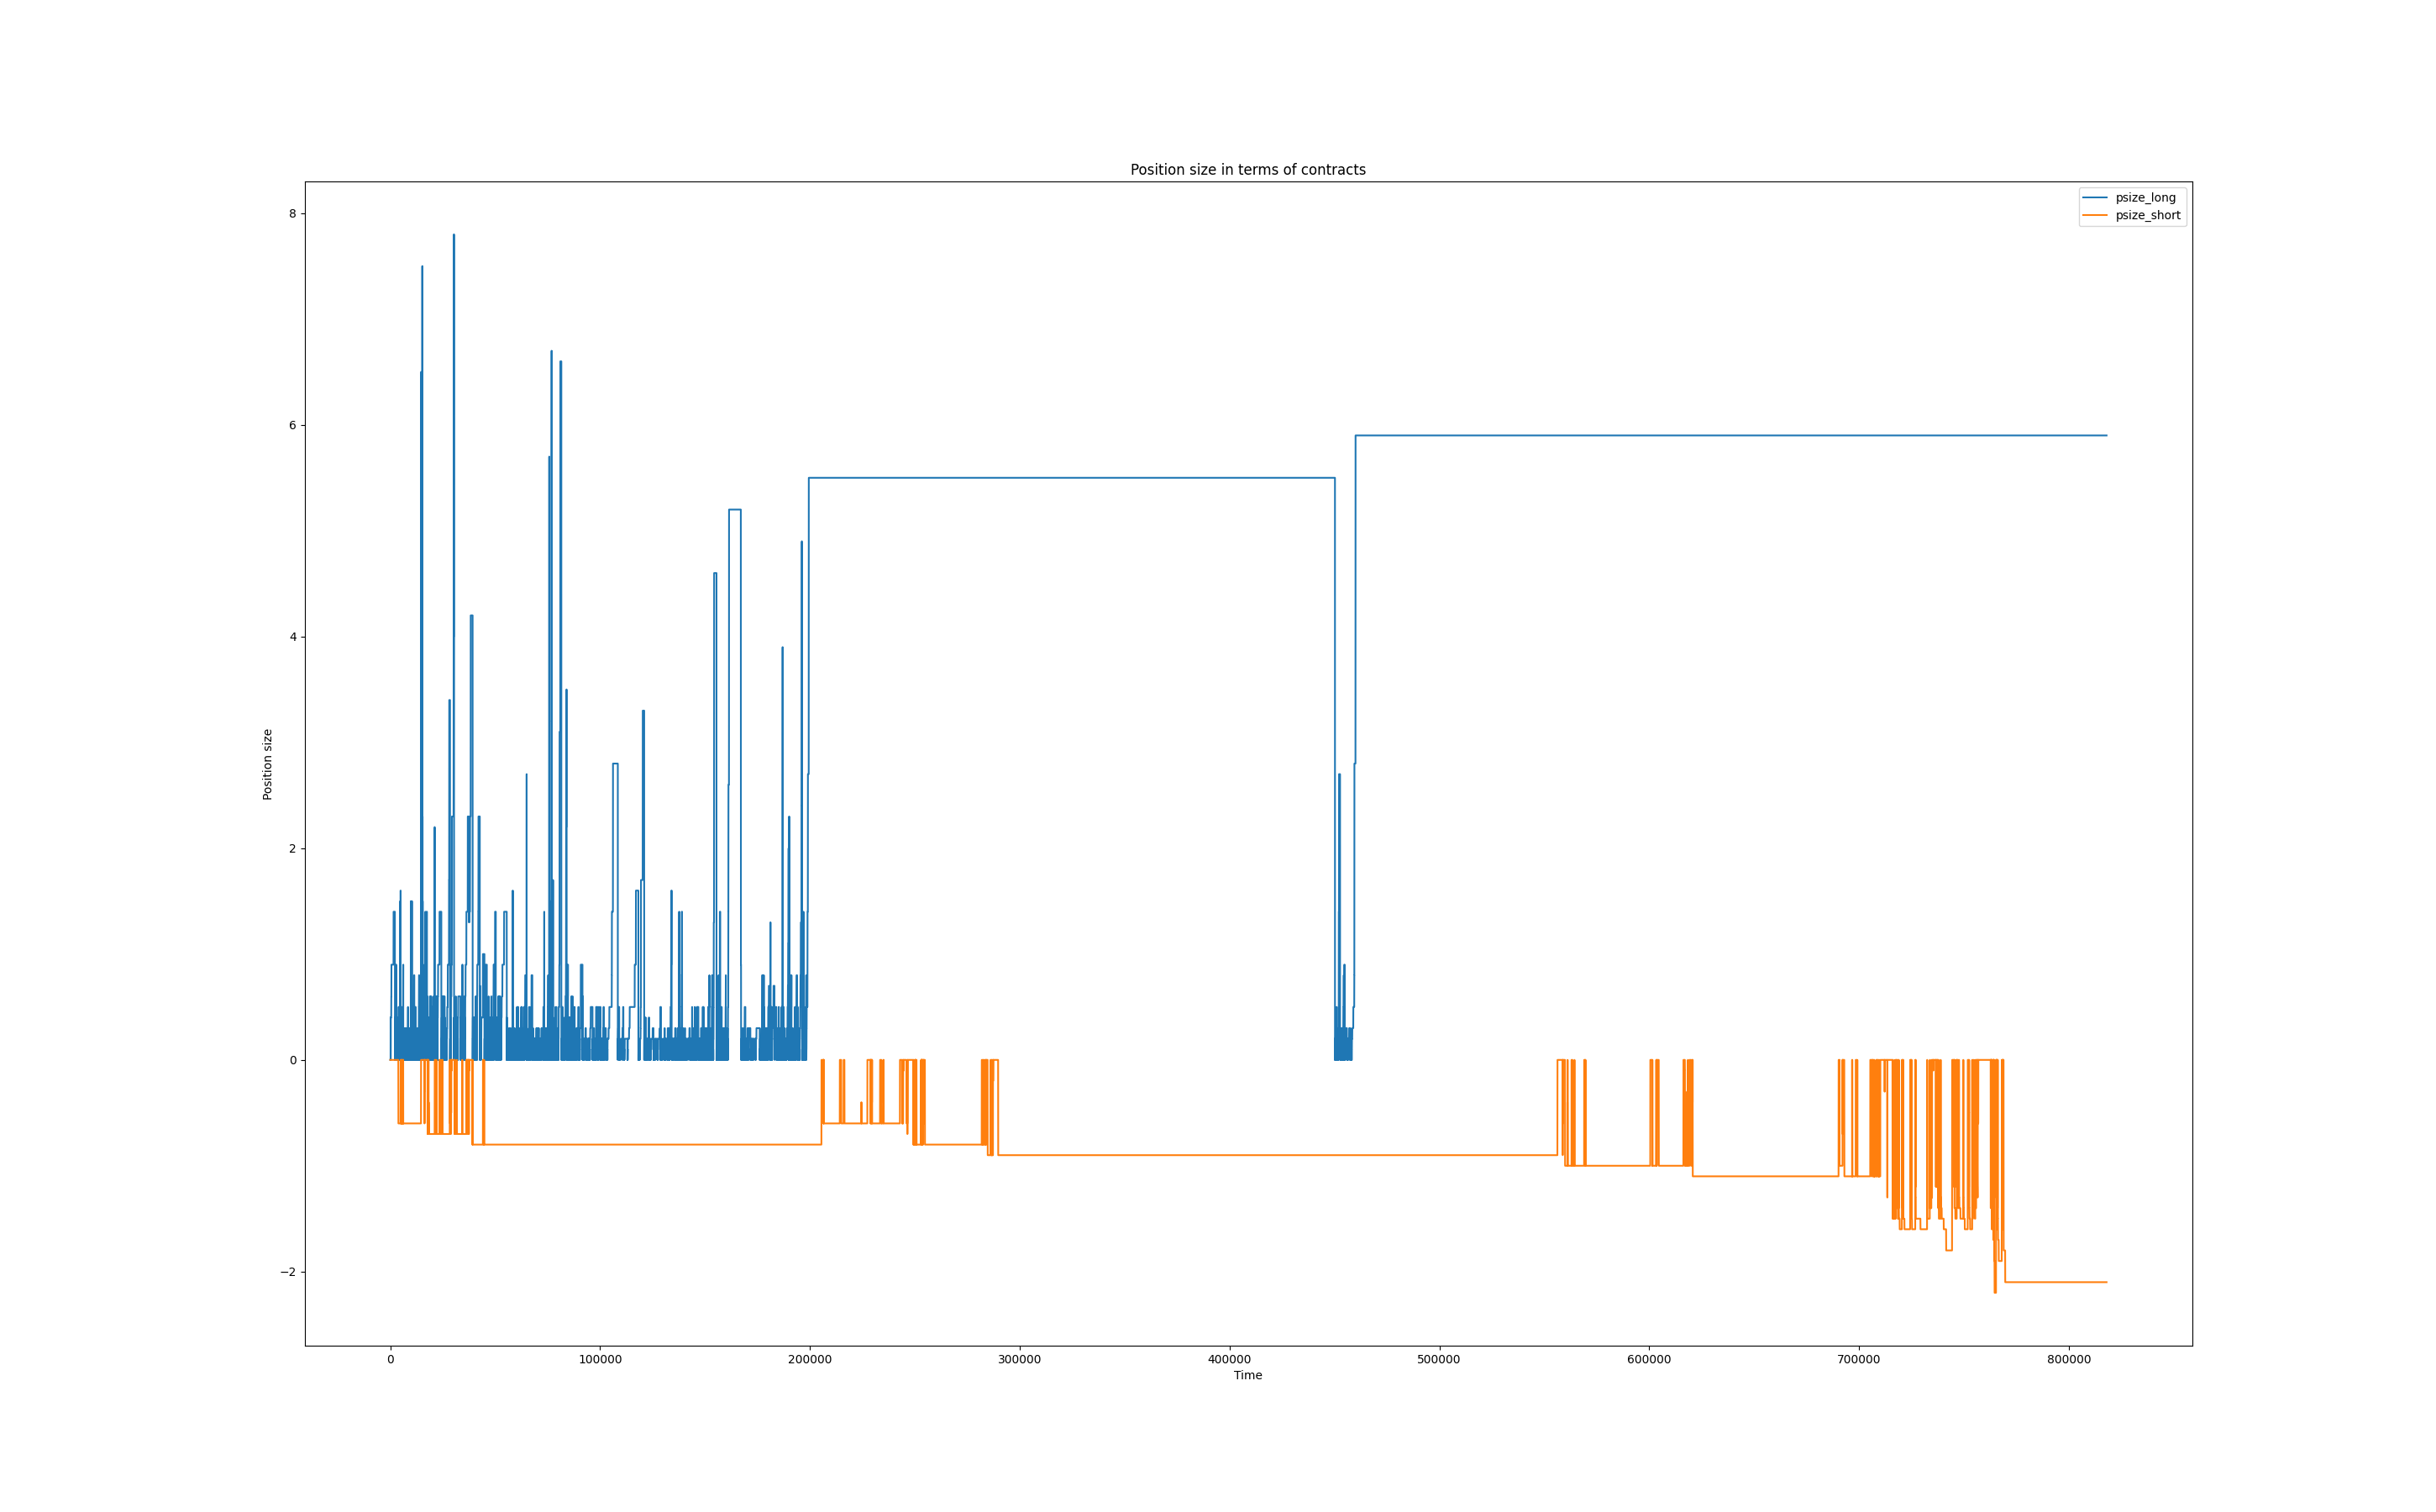 Position size in terms of contracts
psize_long
psize_short
8
6
4
2
0
−2
Position size
0 100000 200000 300000 400000 500000 600000 700000 800000
Time